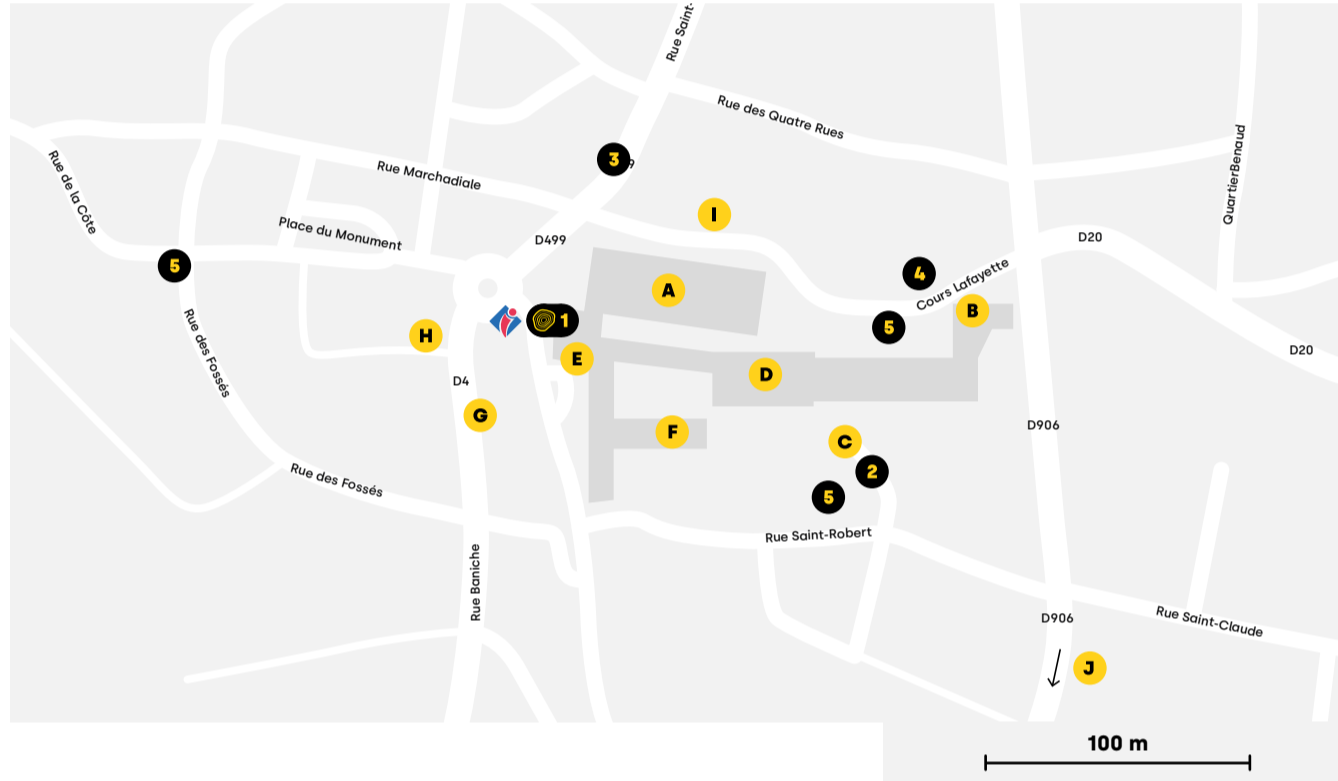 Rue Saint-
Rue des Quatre Rues
QuartierBenaud
Rue de la Côte
Rue Marchadiale
3
9
I
Place du Monument
D499
D20
5
4
Cours Lafayette
A
B
1
5
H
E
D20
Rue des Fossés
D
D4
G
F
C
D906
2
Rue des Fossés
5
Rue Saint-Robert
Rue Baniche
D906
Rue Saint-Claude
J
100 m